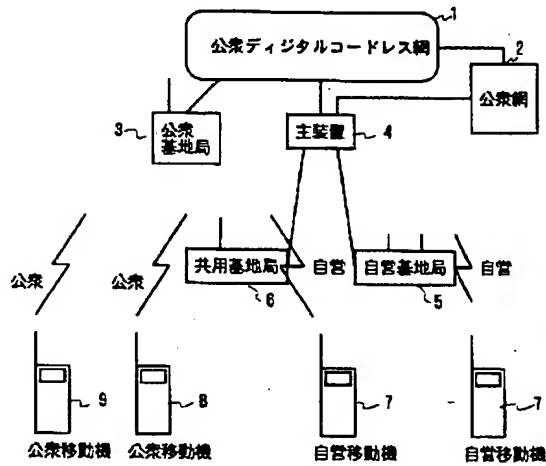 1
公衆ディジタルコードレス網
2
公衆網
3
公衆
基地局
主装置
4
公衆
公衆
共用基地局
自営
自営基地局
自営
6
5
9
8
7
7
公衆移動機
公衆移動機
自営移動機
自営移動機